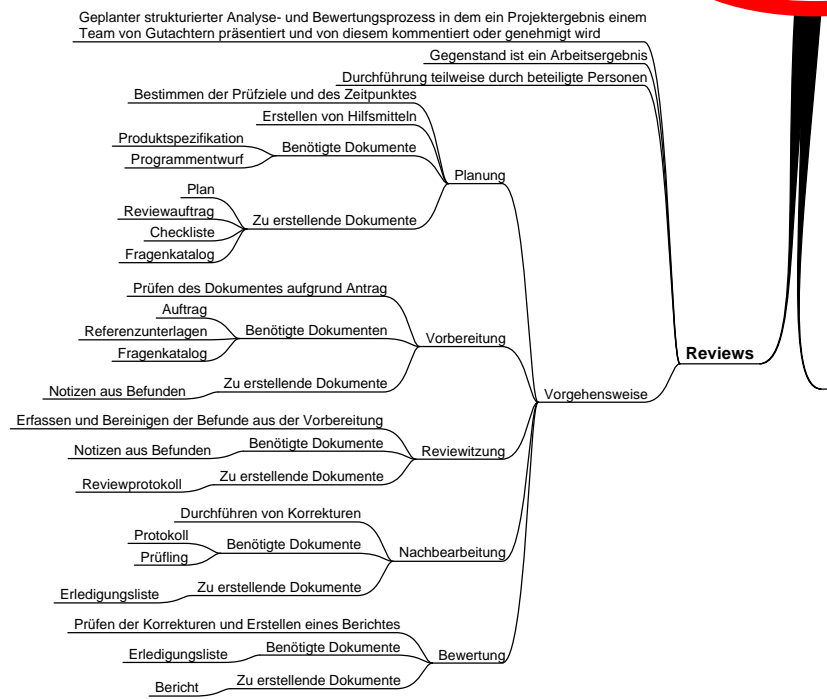 Geplanter strukturierter Analyse- und Bewertungsprozess in dem ein Projektergebnis einem
Team von Gutachtern präsentiert und von diesem kommentiert oder genehmigt wird
Gegenstand ist ein Arbeitsergebnis
Durchführung teilweise durch beteiligte Personen
Bestimmen der Prüfziele und des Zeitpunktes
Erstellen von Hilfsmitteln
Produktspezifikation
Programmentwurf
Benötigte Dokumente
Plan
Reviewauftrag
Checkliste
Fragenkatalog
Zu erstellende Dokumente
Planung
Prüfen des Dokumentes aufgrund Antrag
Auftrag
Referenzunterlagen
Fragenkatalog
Benötigte Dokumenten
Notizen aus Befunden
Zu erstellende Dokumente
Vorbereitung
Erfassen und Bereinigen der Befunde aus der Vorbereitung
Notizen aus Befunden
Benötigte Dokumente
Reviewprotokoll
Zu erstellende Dokumente
Reviewitzung
Durchführen von Korrekturen
Protokoll
Prüfling
Benötigte Dokumente
Erledigungsliste
Zu erstellende Dokumente
Nachbearbeitung
Prüfen der Korrekturen und Erstellen eines Berichtes
Erledigungsliste
Benötigte Dokumente
Bericht
Zu erstellende Dokumente
Bewertung
Vorgehensweise
Reviews